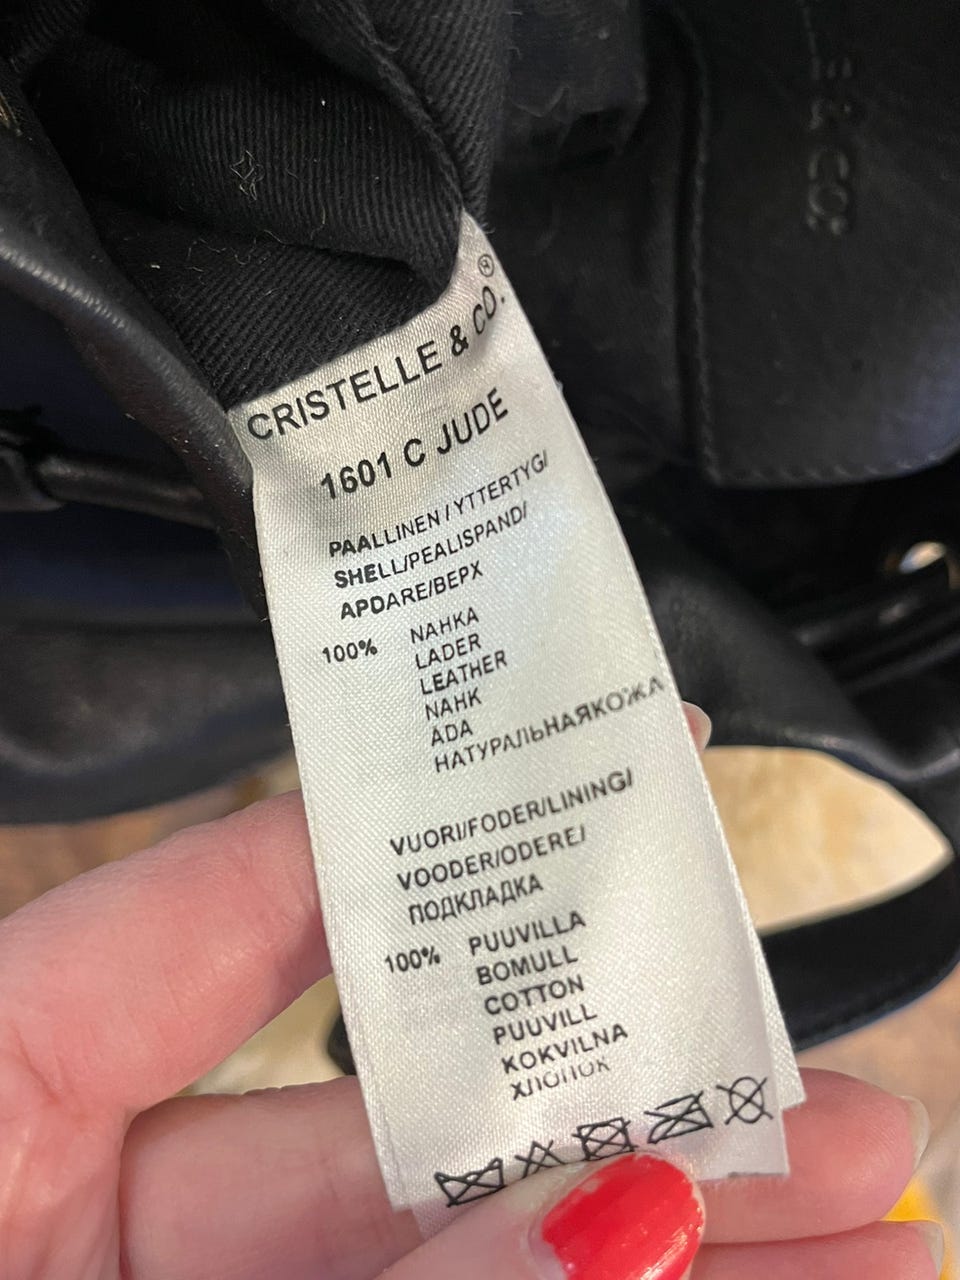 CRISTELLE & CO.®
1601 C JUDE
PAALLINEN / YTTERTYG/
SHELL/PEALISPAND/
APDARE/ВЕРХ
100% NAHKA
LADER
LEATHER
NAHK
ADA
НАТУРАЛЬНАЯКОЖА
VUORI/FODER/LINING/
VOODER/ODERE/
ПОДКЛАДКА
100% PUUVILLA
BOMULL
COTTON
PUUVILL
KOKVILNA
ХЛОПОК
& CO.